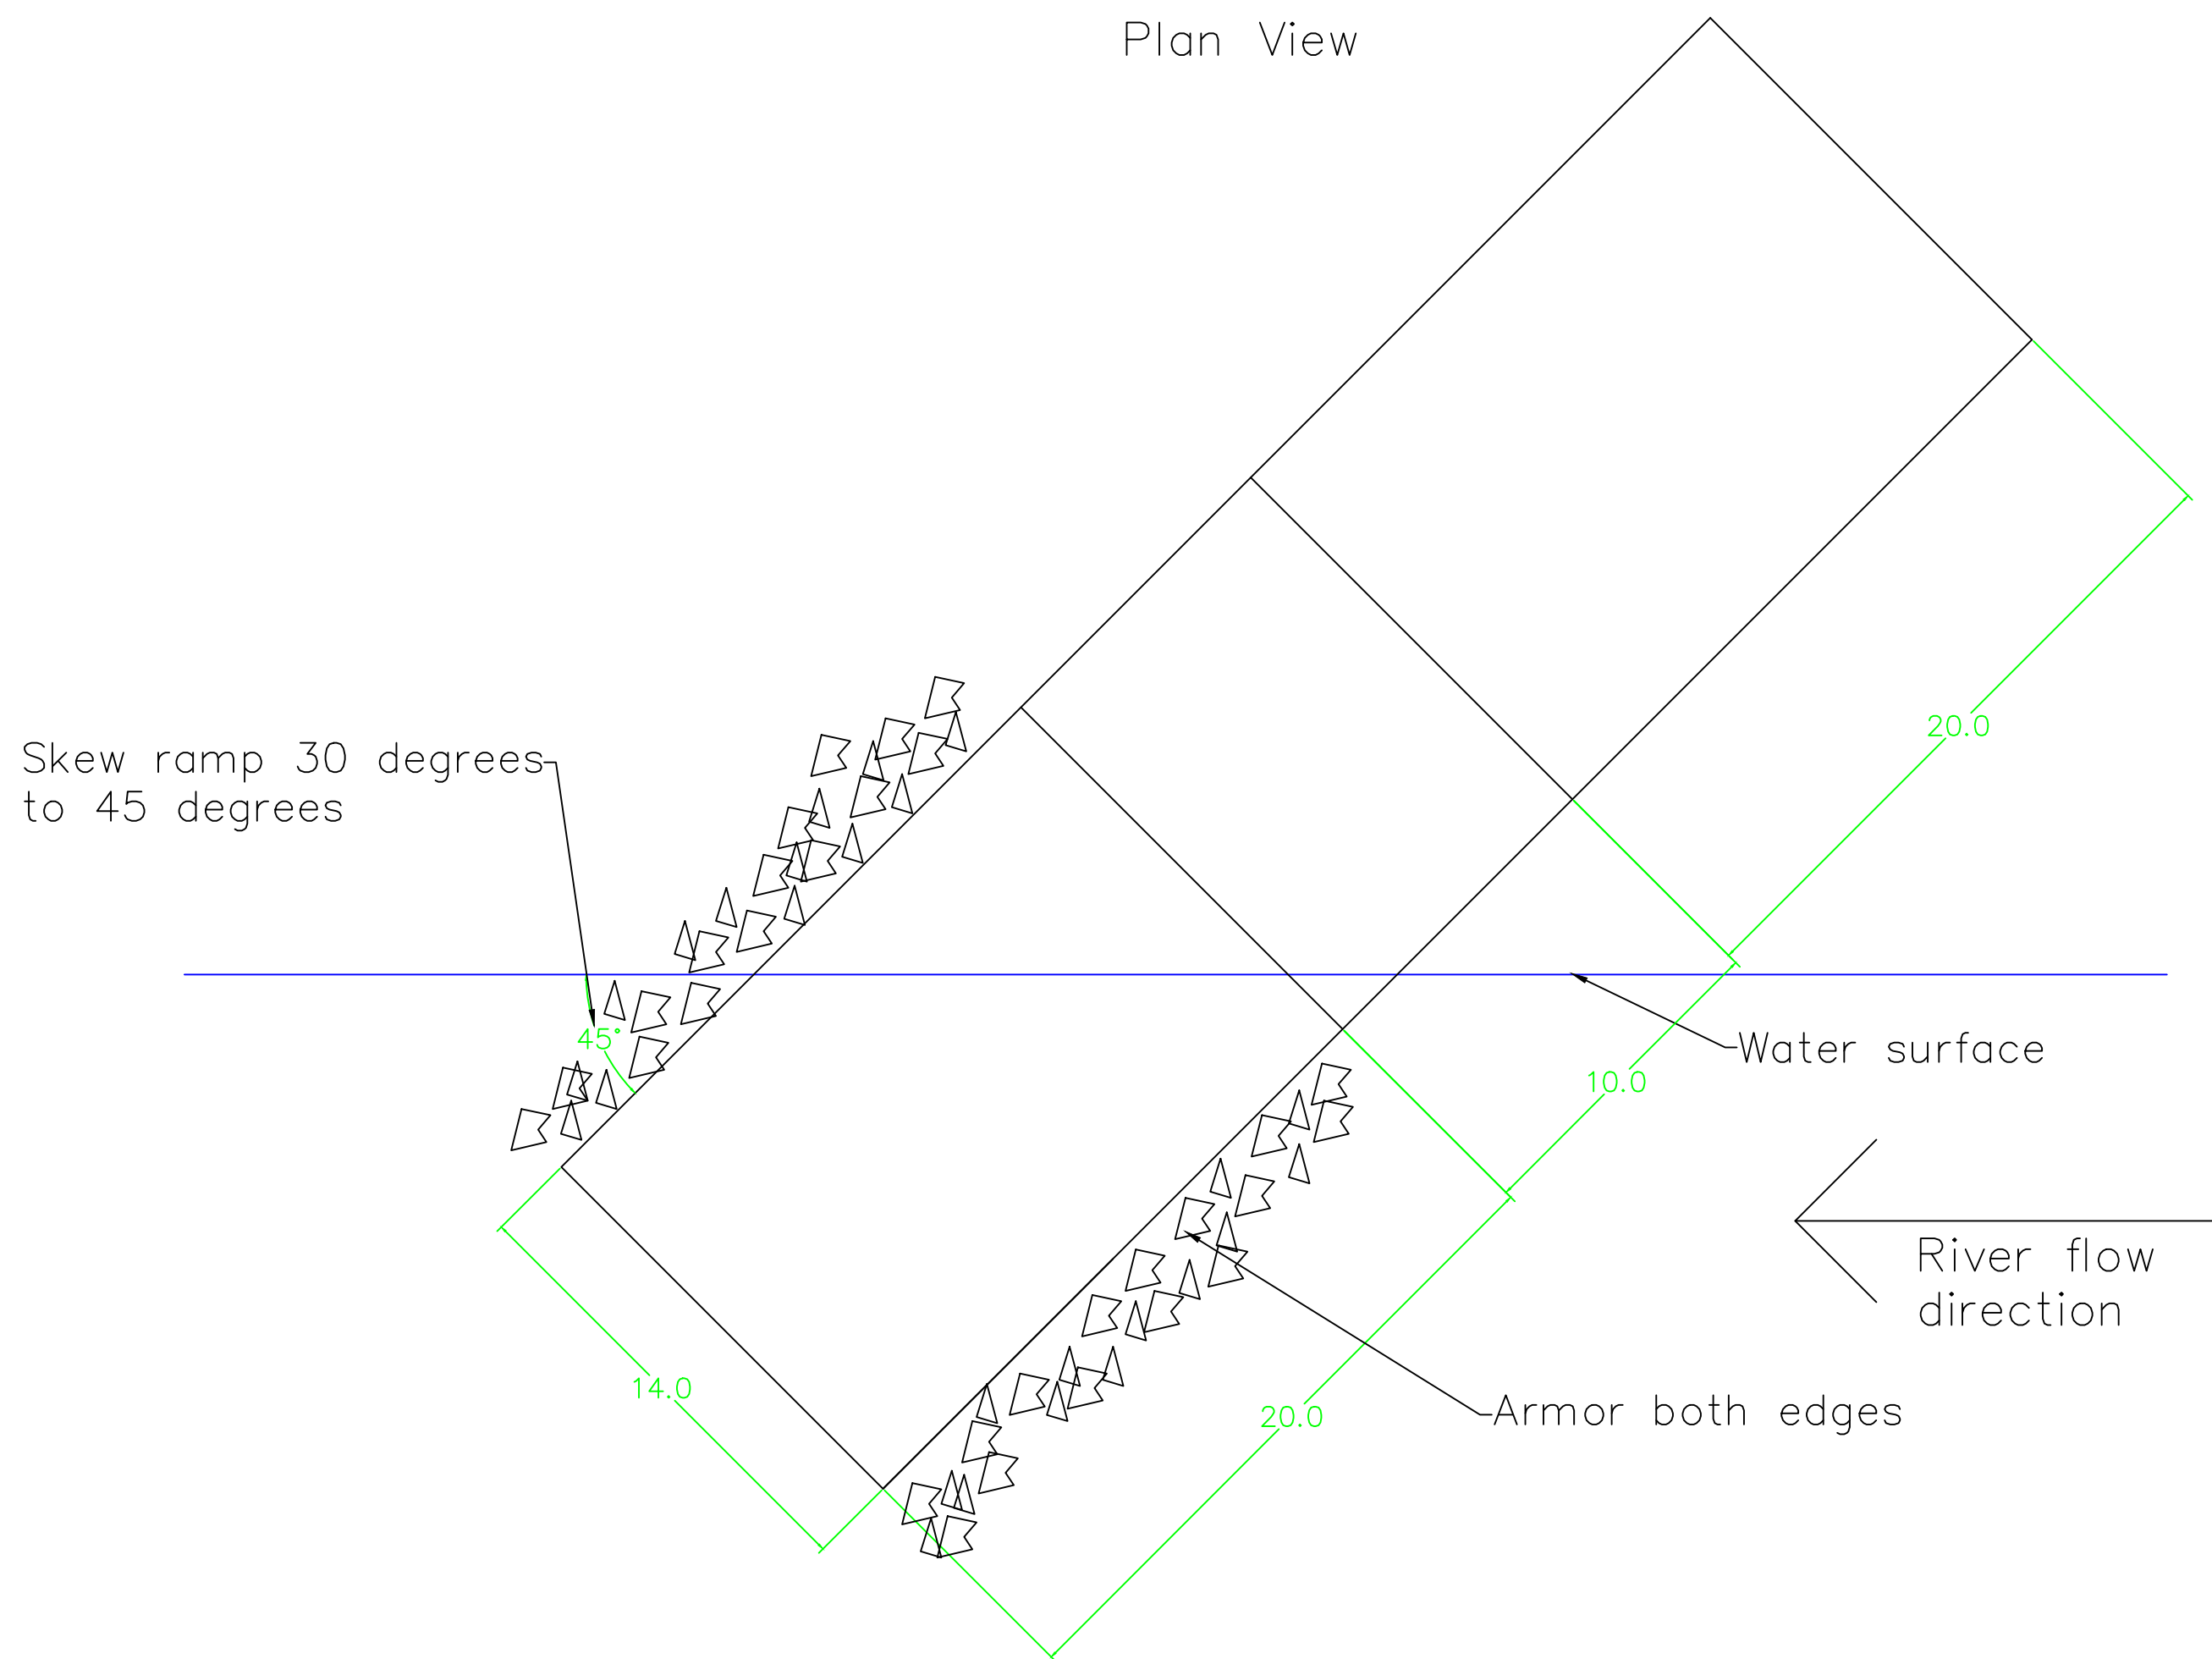 Plan View
Skew ramp 30 degrees
to 45 degrees
20.0
45°
Water surface
10.0
River flow
direction
14.0
20.0
Armor both edges